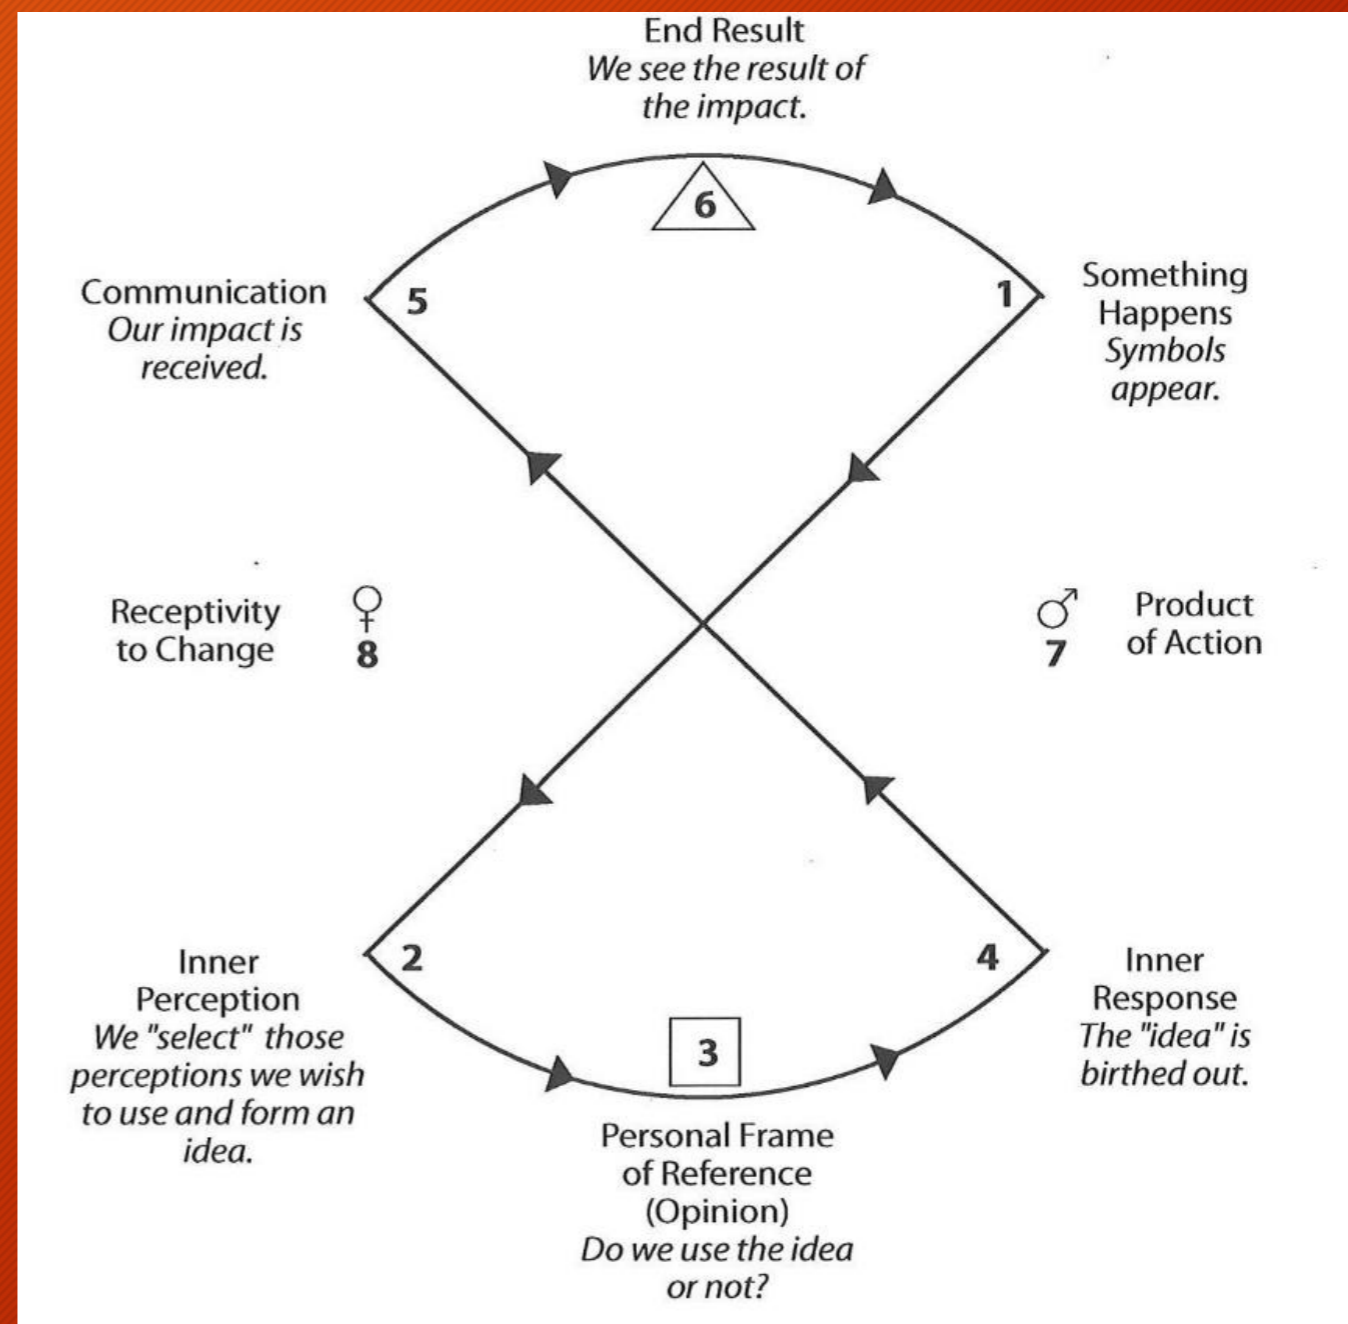 End Result
We see the result of
the impact.
6
Communication
Our impact is
received.
5
1
Something
Happens
Symbols
appear.
Receptivity
to Change
♀
8
♂
7
Product
of Action
Inner
Perception
We "select" those
perceptions we wish
to use and form an
idea.
2
4
Inner
Response
The "idea" is
birthed out.
3
Personal Frame
of Reference
(Opinion)
Do we use the idea
or not?